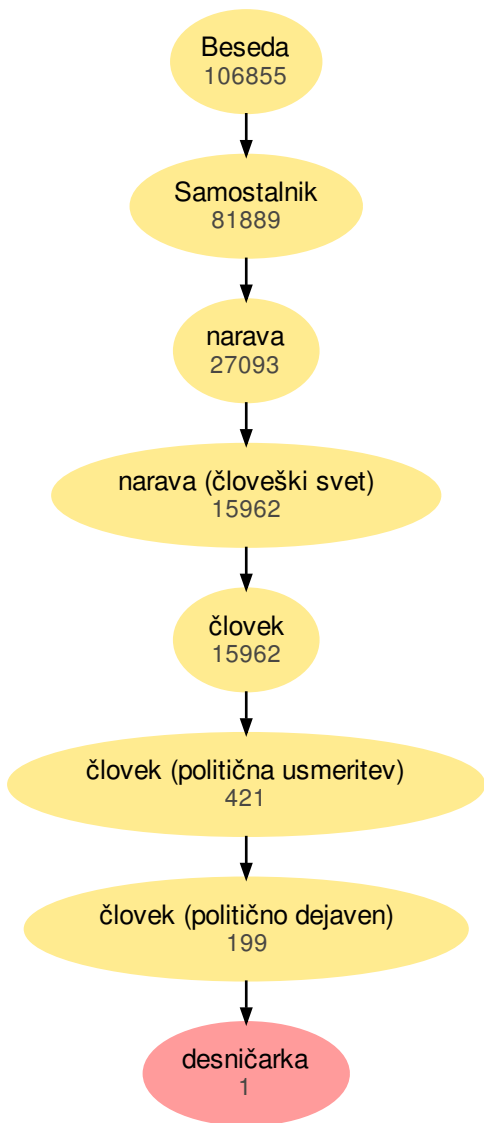 Beseda
106855
Samostalnik
81889
narava
27093
narava (človeški svet)
15962
človek
15962
človek (politična usmeritev)
421
človek (politično dejaven)
199
desničarka
1